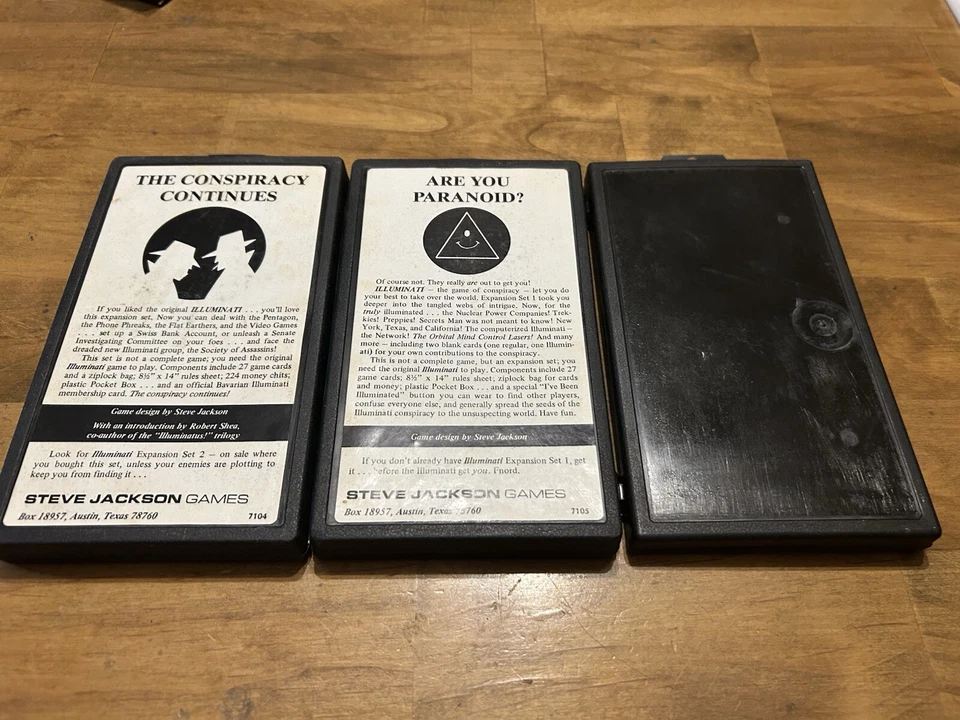 THE CONSPIRACY
CONTINUES
If you liked the original ILLUMINATI . . . you'll love
this expansion set. Now you can deal with the Pentagon,
the Phone Phreaks, the Flat Earthers, and the Video Games
. . . set up a Swiss Bank Account, or unleash a Senate
Investigating Committee on your foes . . . and face the
dreaded new Illuminati group, the Society of Assassins!
This set is not a complete game; you need the original
Illuminati game to play. Components include 27 game cards
and a ziplock bag; 8½" x 14" rules sheet; 224 money chits;
plastic Pocket Box . . . and an official Bavarian Illuminati
membership card. The conspiracy continues!
Game design by Steve Jackson
With an introduction by Robert Shea,
co-author of the "Illuminatus!" trilogy
Look for Illuminati Expansion Set 2 — on sale where
you bought this set, unless your enemies are plotting to
keep you from finding it . . .
STEVE JACKSON GAMES
Box 18957, Austin, Texas 78760
7104
ARE YOU
PARANOID?
Of course not. They really are out to get you!
ILLUMINATI — the game of conspiracy — let you do
your best to take over the world. Expansion Set 1 took you
deeper into the tangled webs of intrigue. Now, for the
truly illuminated . . . the Nuclear Power Companies! Trek-
kies! Preppies! Secrets Man was not meant to know! New
York, Texas, and California! The computerized Illuminati —
the Network! The Orbital Mind Control Lasers! And many
more — including two blank cards (one regular, one Illumin-
ati) for your own contributions to the conspiracy.
This is not a complete game, but an expansion set; you
need the original Illuminati to play. Components include 27
game cards; 8½" x 14" rules sheet; ziplock bag for cards
and money; plastic Pocket Box . . . and a special "I've Been
Illuminated" button you can wear to find other players,
confuse everyone else, and generally spread the seeds of the
Illuminati conspiracy to the unsuspecting world. Have fun.
Game design by Steve Jackson
If you don't already have Illuminati Expansion Set 1, get
it . . . before the Illuminati get you. Fnord.
STEVE JACKSON GAMES
Box 18957, Austin, Texas 78760
7105